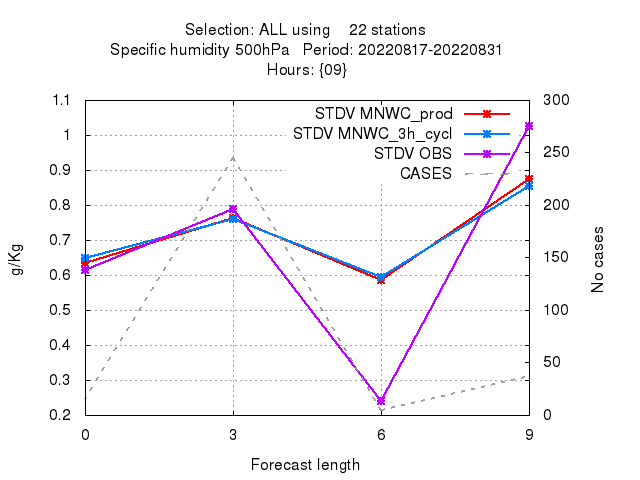 Selection: ALL using 22 stations
Specific humidity 500hPa Period: 20220817-20220831
Hours: {09}
STDV MNWC_prod
STDV MNWC_3h_cycl
STDV OBS
CASES
g/Kg
1.1
1
0.9
0.8
0.7
0.6
0.5
0.4
0.3
0.2
No cases
300
250
200
150
100
50
0
0 3 6 9
Forecast length